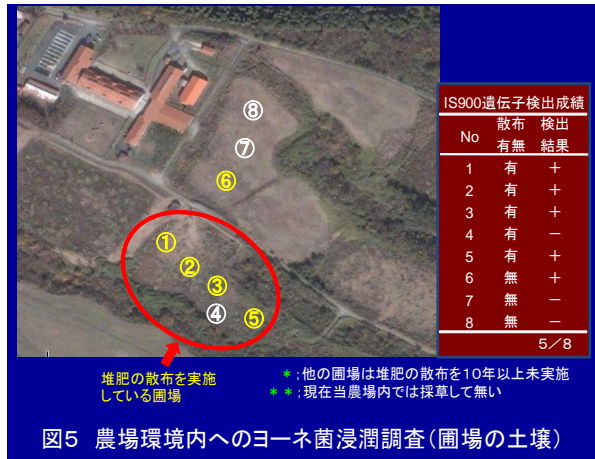 ⑧
⑦
⑥
①
②
③
④
⑤
IS900遺伝子検出成績
No 散布有無 検出結果
1 有 +
2 有 +
3 有 +
4 有 −
5 有 +
6 無 +
7 無 −
8 無 −
5/8
堆肥の散布を実施
している圃場
*;他の圃場は堆肥の散布を10年以上未実施
**;現在当農場内では採草して無い
図5 農場環境内へのヨーネ菌浸潤調査(圃場の土壌)